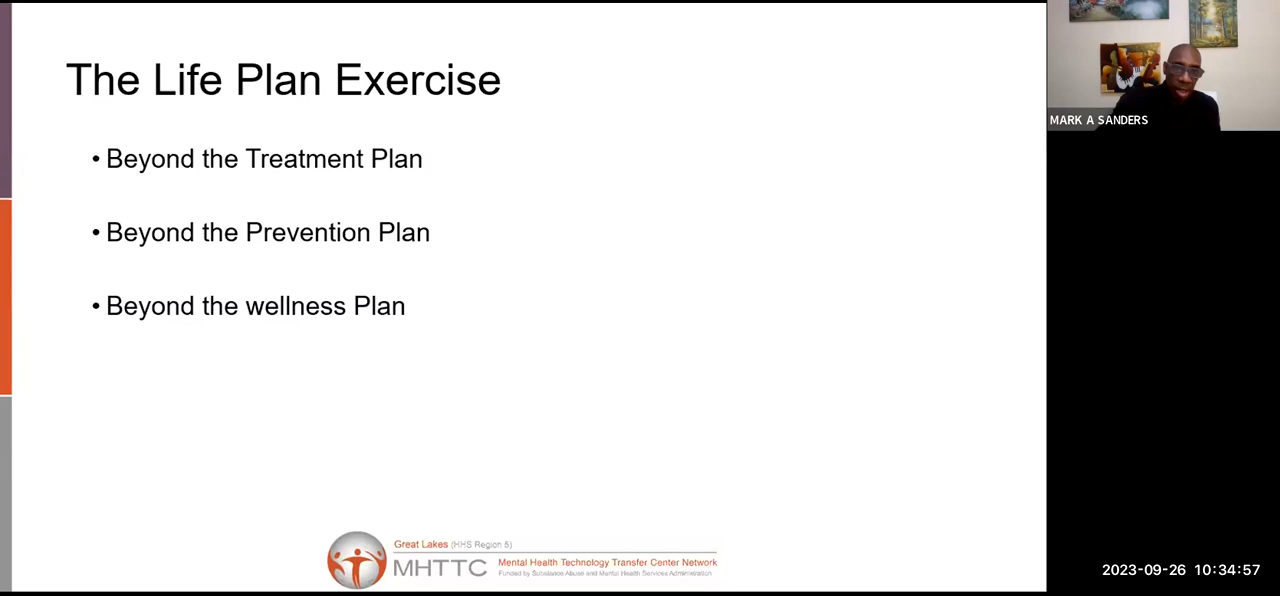 The Life Plan Exercise
• Beyond the Treatment Plan
• Beyond the Prevention Plan
• Beyond the wellness Plan
Great Lakes (HHS Region 5)
MHTTC
Mental Health Technology Transfer Center Network
Funded by Substance Abuse and Mental Health Services Administration
MARK A SANDERS
2023-09-26 10:34:57